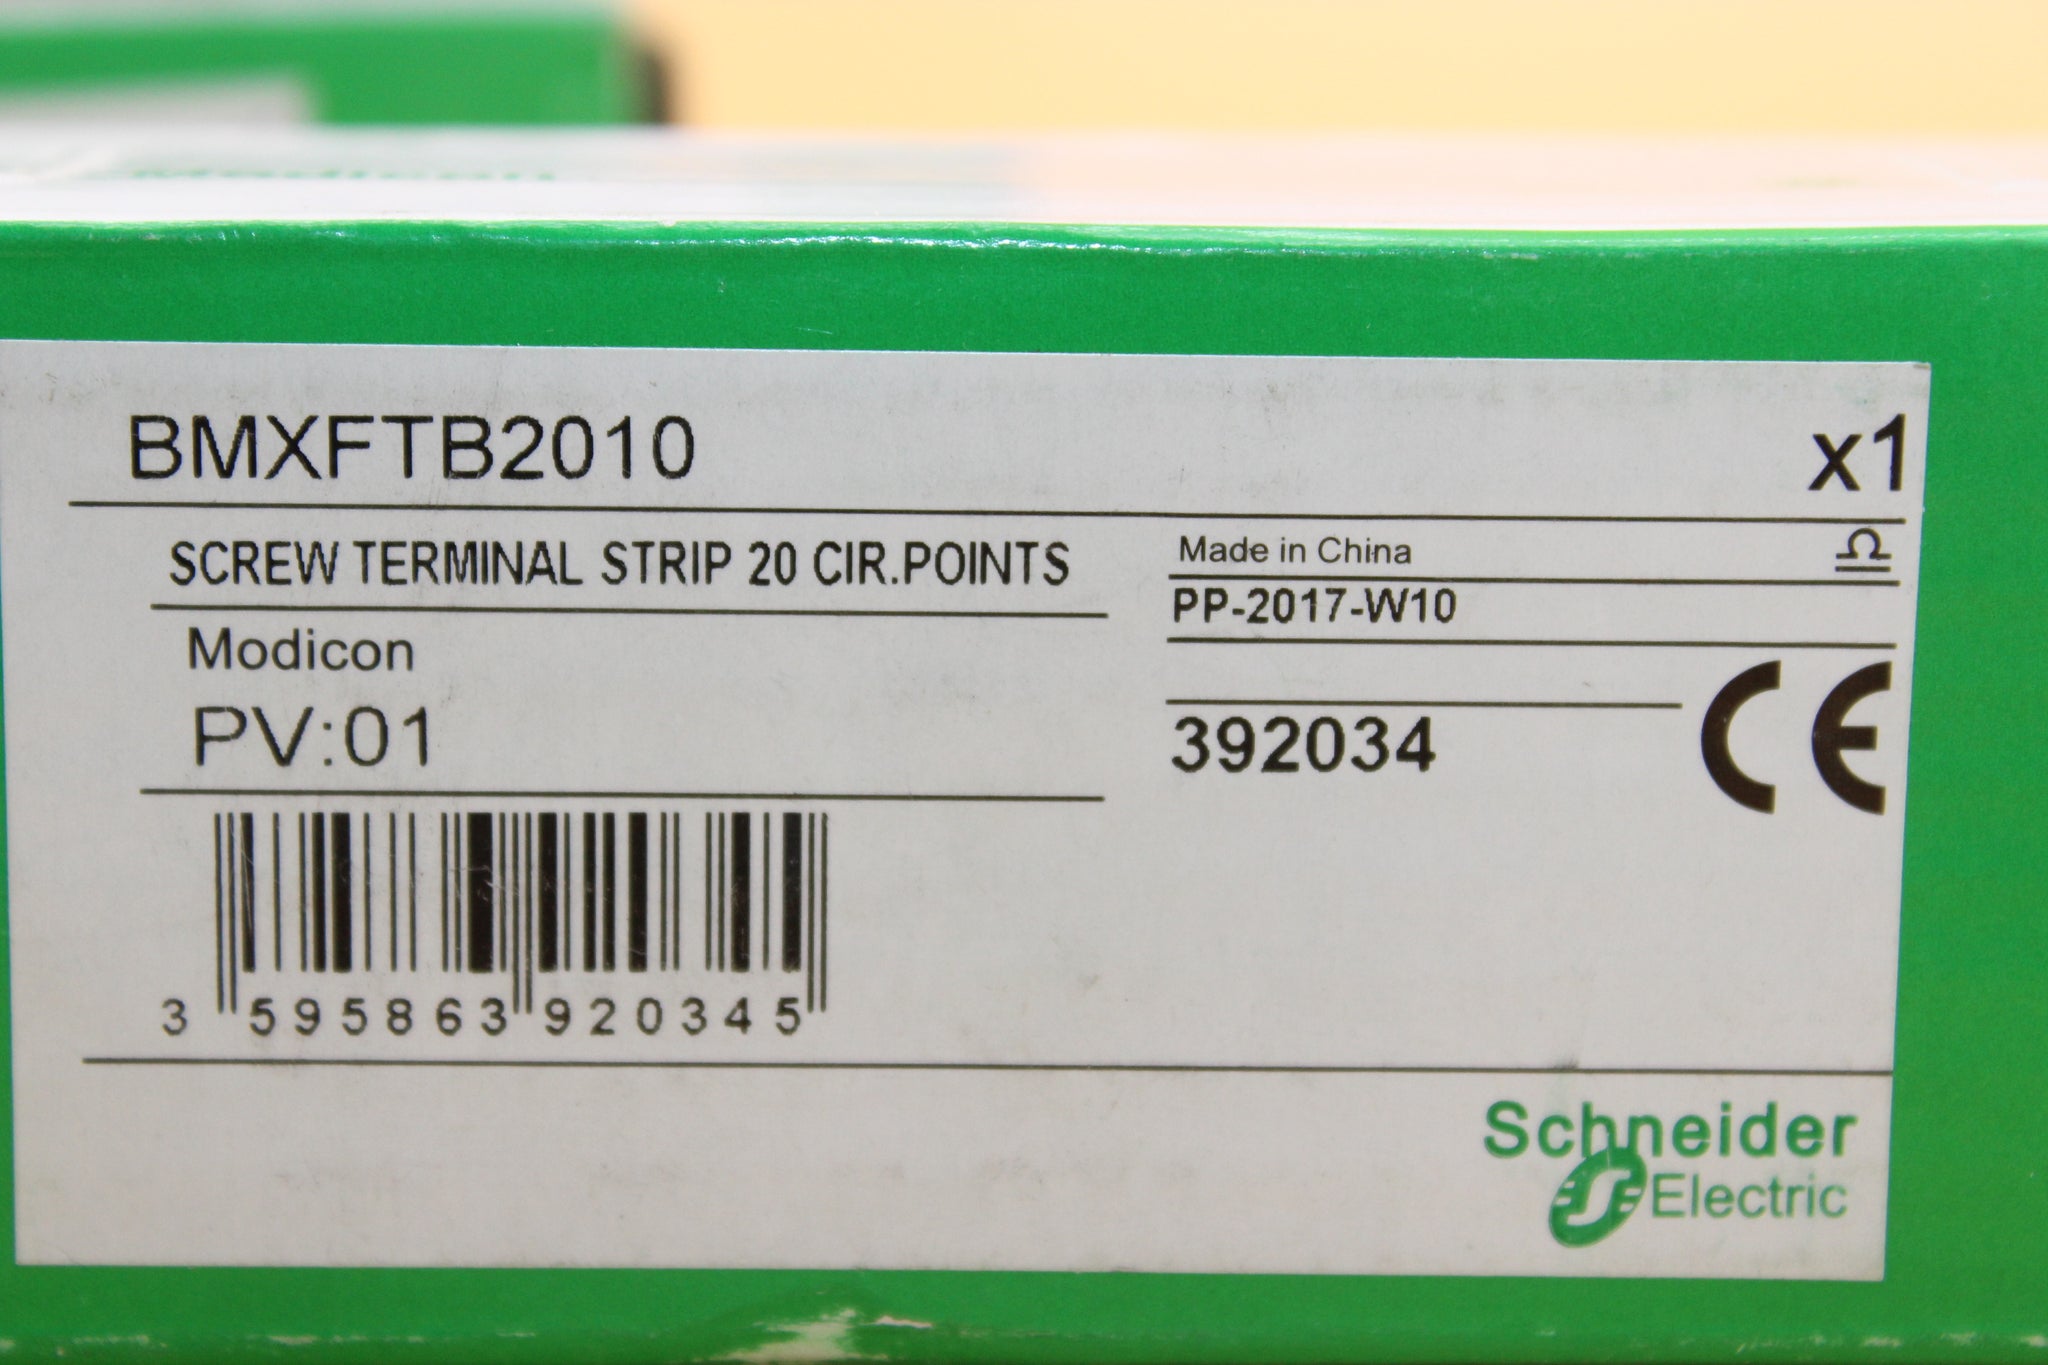 Modicon
BMXFTB2010
x1
SCREW TERMINAL STRIP 20 CIR.POINTS
Made in China
PP-2017-W10
Modicon
PV:01
392034
CE
3 595863 920345
Schneider
Electric